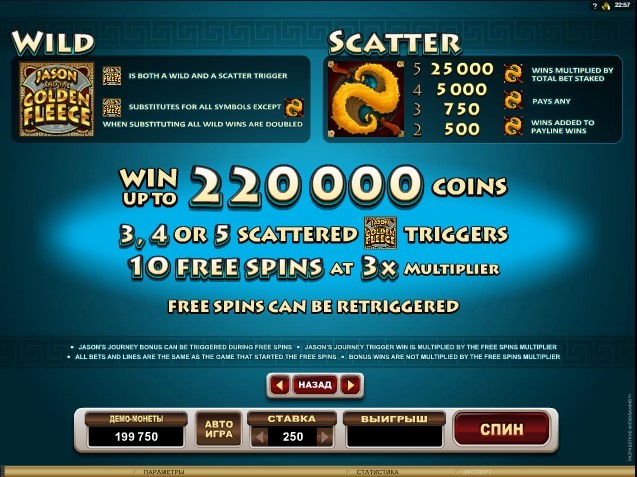 22:57
WILD
SCATTER
JASON
AND THE
GOLDEN
FLEECE
IS BOTH A WILD AND A SCATTER TRIGGER
SUBSTITUTES FOR ALL SYMBOLS EXCEPT
WHEN SUBSTITUTING ALL WILD WINS ARE DOUBLED
5 25 000
4 5 000
3 750
2 500
WINS MULTIPLIED BY
TOTAL BET STAKED
PAYS ANY
WINS ADDED TO
PAYLINE WINS
WIN UP TO 220 000 COINS
3, 4 OR 5 SCATTERED JASON AND THE GOLDEN FLEECE TRIGGERS
10 FREE SPINS AT 3X MULTIPLIER
FREE SPINS CAN BE RETRIGGERED
• JASON'S JOURNEY BONUS CAN BE TRIGGERED DURING FREE SPINS • JASON'S JOURNEY TRIGGER WIN IS MULTIPLIED BY THE FREE SPINS MULTIPLIER
• ALL BETS AND LINES ARE THE SAME AS THE GAME THAT STARTED THE FREE SPINS • BONUS WINS ARE NOT MULTIPLIED BY THE FREE SPINS MULTIPLIER
НАЗАД
ДЕМО-МОНЕТЫ
199 750
АВТО
ИГРА
СТАВКА
250
ВЫИГРЫШ
СПИН
ПАРАМЕТРЫ
СТАТИСТИКА
ЭКСПЕРТ